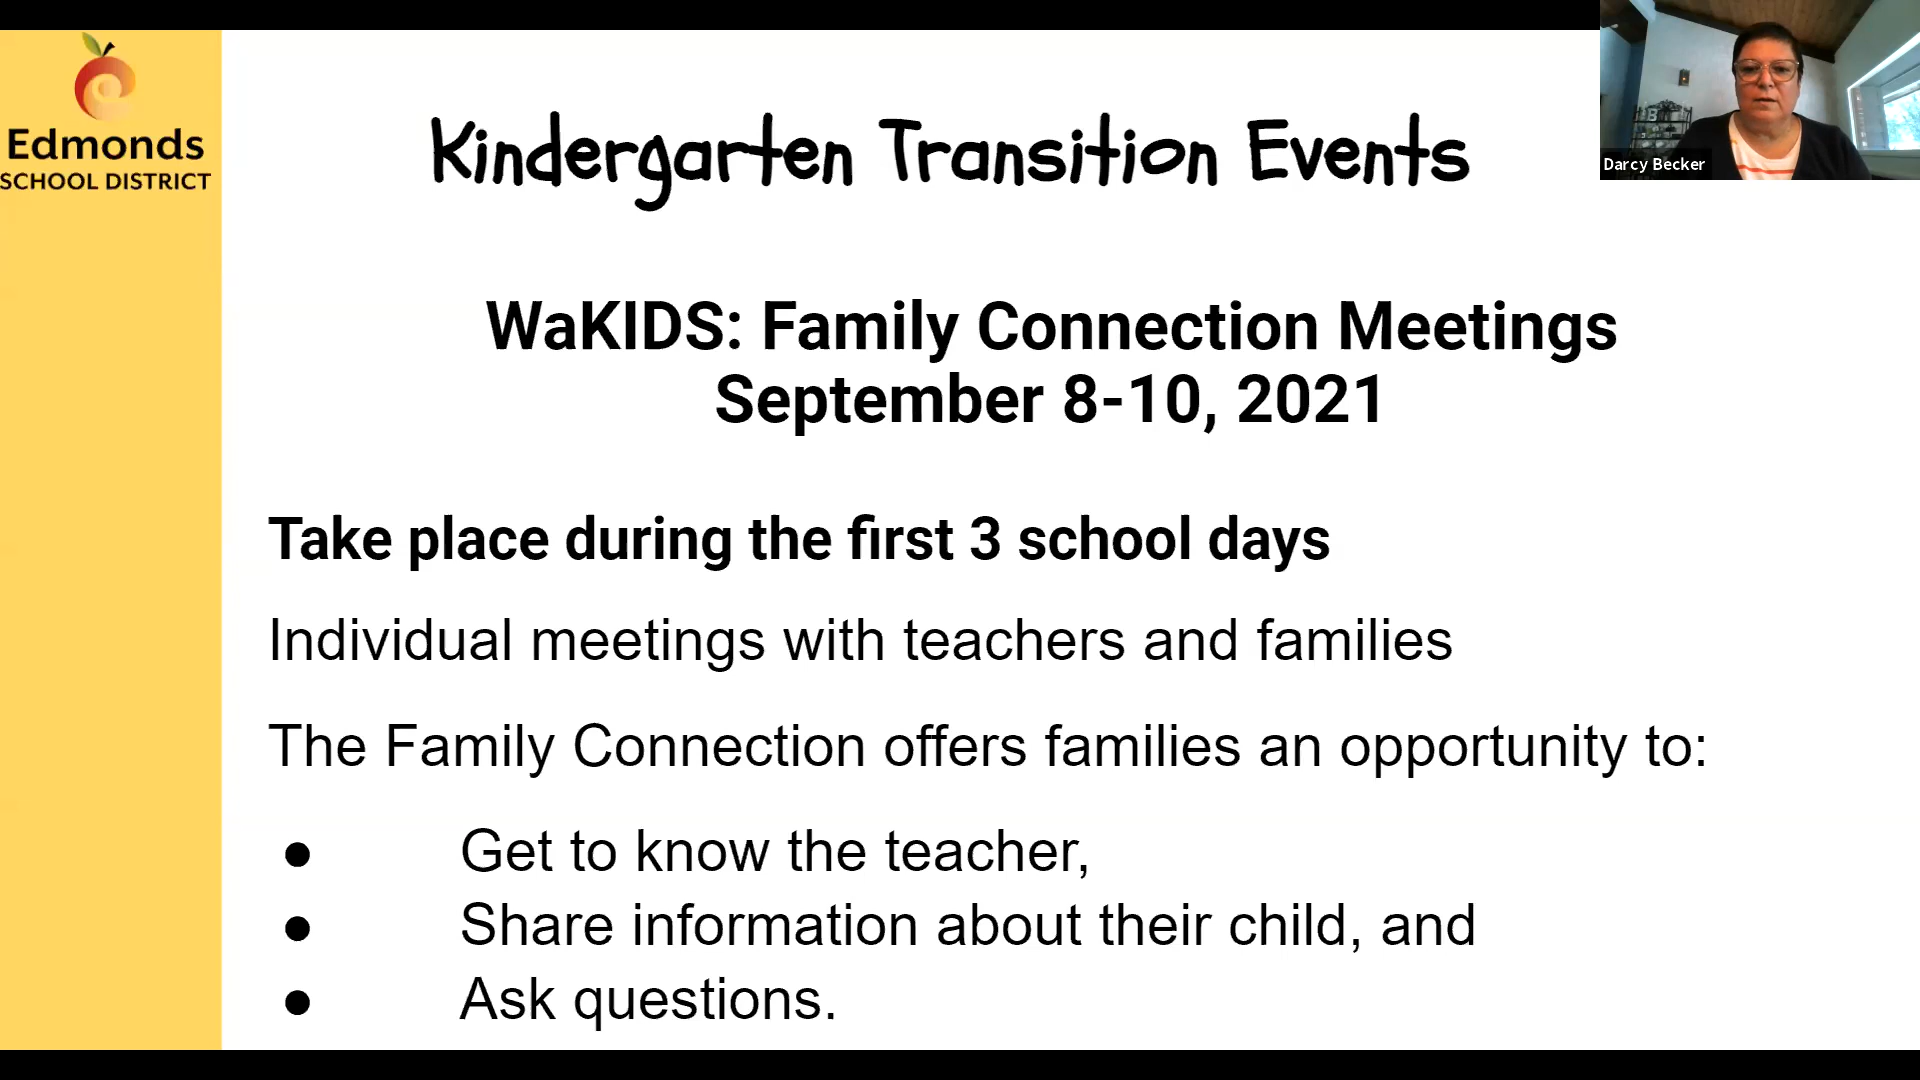 Edmonds
SCHOOL DISTRICT
Kindergarten Transition Events
Darcy Becker
WaKIDS: Family Connection Meetings
September 8-10, 2021
Take place during the first 3 school days
Individual meetings with teachers and families
The Family Connection offers families an opportunity to:
● Get to know the teacher,
● Share information about their child, and
● Ask questions.